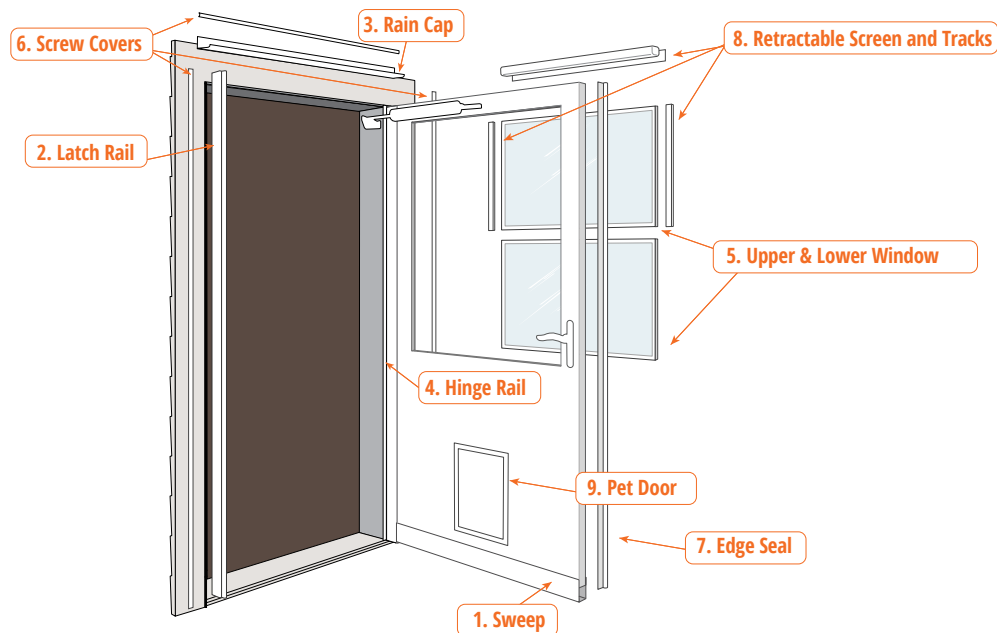 3. Rain Cap
6. Screw Covers
8. Retractable Screen and Tracks
2. Latch Rail
5. Upper & Lower Window
4. Hinge Rail
9. Pet Door
7. Edge Seal
1. Sweep